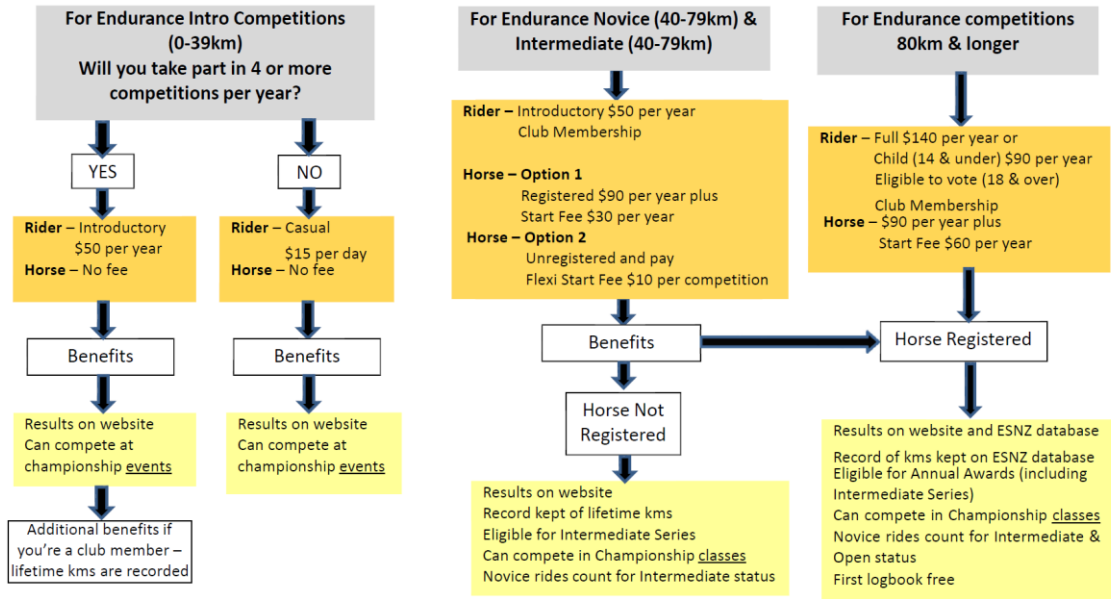 For Endurance Intro Competitions
(0-39km)
Will you take part in 4 or more
competitions per year?
YES
NO
Rider – Introductory
$50 per year
Horse – No fee
Rider – Casual
$15 per day
Horse – No fee
Benefits
Benefits
Results on website
Can compete at
championship events
Results on website
Can compete at
championship events
Additional benefits if
you're a club member –
lifetime kms are recorded
For Endurance Novice (40-79km) &
Intermediate (40-79km)
Rider – Introductory $50 per year
Club Membership
Horse – Option 1
Registered $90 per year plus
Start Fee $30 per year
Horse – Option 2
Unregistered and pay
Flexi Start Fee $10 per competition
Benefits
Horse Not
Registered
Results on website
Record kept of lifetime kms
Eligible for Intermediate Series
Can compete in Championship classes
Novice rides count for Intermediate status
For Endurance competitions
80km & longer
Rider – Full $140 per year or
Child (14 & under) $90 per year
Eligible to vote (18 & over)
Club Membership
Horse – $90 per year plus
Start Fee $60 per year
Horse Registered
Results on website and ESNZ database
Record of kms kept on ESNZ database
Eligible for Annual Awards (including
Intermediate Series)
Can compete in Championship classes
Novice rides count for Intermediate &
Open status
First logbook free